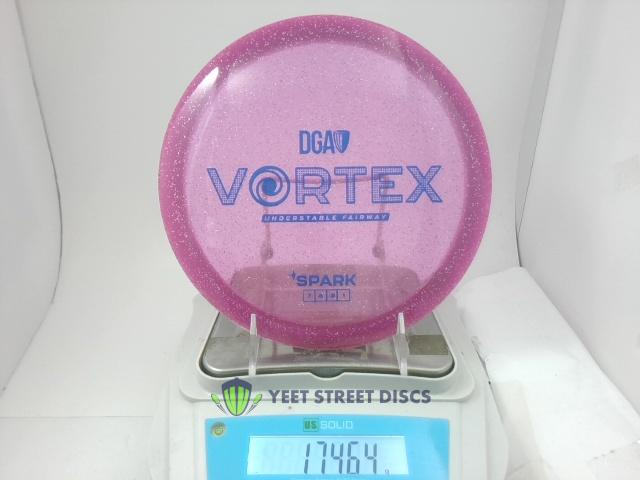 DGA
VORTEX
UNDERSTABLE FAIRWAY
SPARK
YEET STREET DISCS
US SOLID
174.64 g